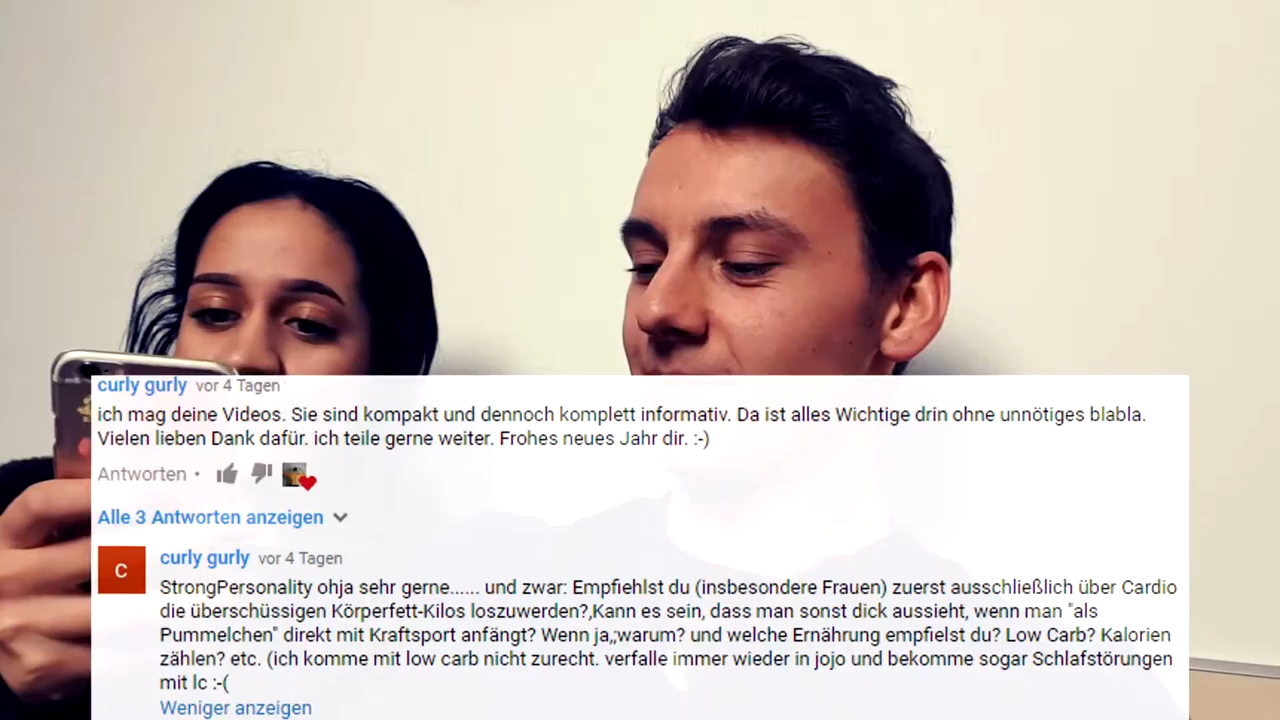 curly gurly vor 4 Tagen
ich mag deine Videos. Sie sind kompakt und dennoch komplett informativ. Da ist alles Wichtige drin ohne unnötiges blabla.
Vielen lieben Dank dafür. ich teile gerne weiter. Frohes neues Jahr dir. :-)
Antworten •
Alle 3 Antworten anzeigen
C
curly gurly vor 4 Tagen
StrongPersonality ohja sehr gerne...... und zwar: Empfiehlst du (insbesondere Frauen) zuerst ausschließlich über Cardio
die überschüssigen Körperfett-Kilos loszuwerden?,Kann es sein, dass man sonst dick aussieht, wenn man "als
Pummelchen" direkt mit Kraftsport anfängt? Wenn ja,;warum? und welche Ernährung empfielst du? Low Carb? Kalorien
zählen? etc. (ich komme mit low carb nicht zurecht. verfalle immer wieder in jojo und bekomme sogar Schlafstörungen
mit lc :-(
Weniger anzeigen